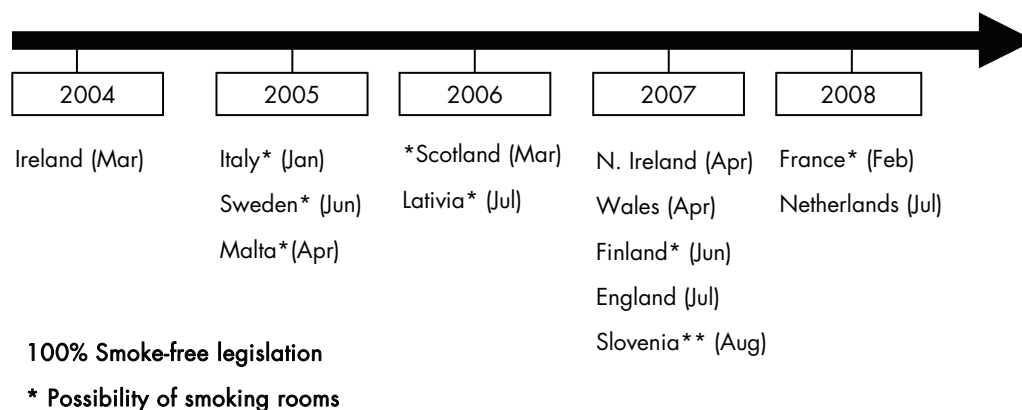 2004
Ireland (Mar)
2005
Italy* (Jan)
Sweden* (Jun)
Malta*(Apr)
2006
*Scotland (Mar)
Lativia* (Jul)
2007
N. Ireland (Apr)
Wales (Apr)
Finland* (Jun)
England (Jul)
Slovenia** (Aug)
2008
France* (Feb)
Netherlands (Jul)
100% Smoke-free legislation
* Possibility of smoking rooms